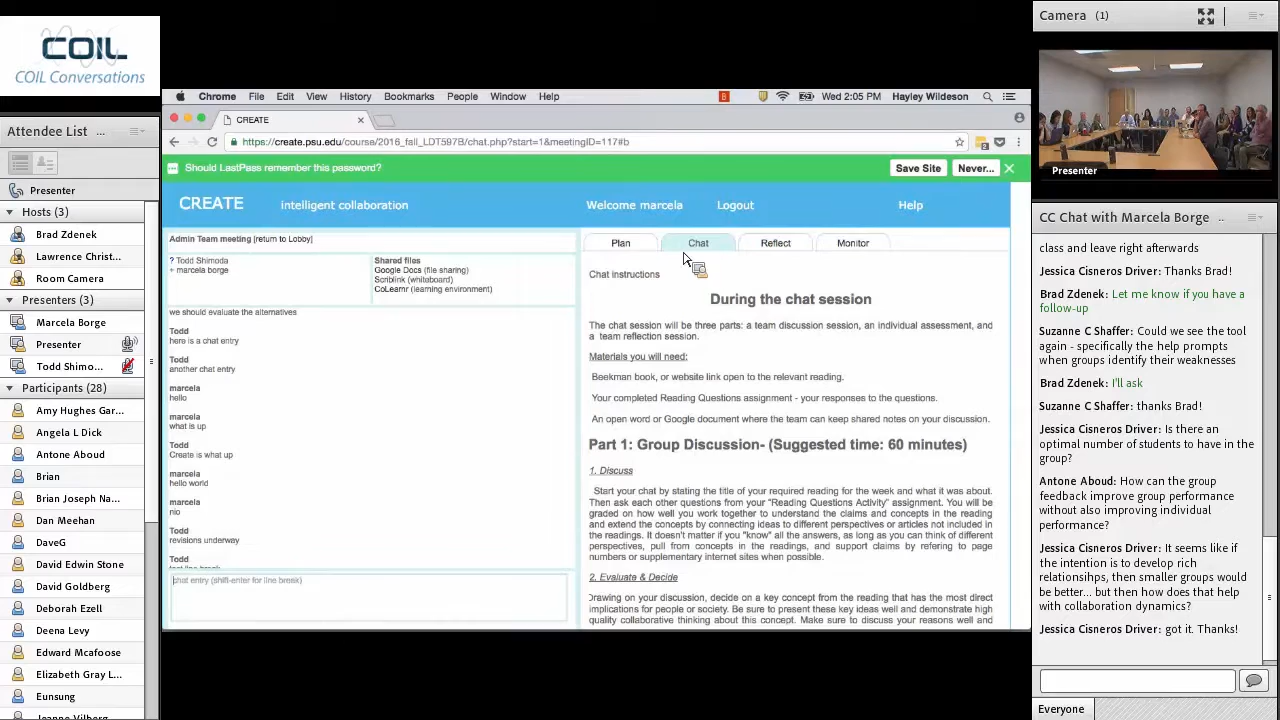 COIL
COIL Conversations
Attendee List ...
Presenter
Hosts (3)
Brad Zdenek
Lawrence Christ...
Room Camera
Presenters (3)
Marcela Borge
Presenter
Todd Shimo...
Participants (28)
Amy Hughes Gar...
Angela L Dick
Antone Aboud
Brian
Brian Joseph Na...
Dan Meehan
DaveG
David Edwin Stone
David Goldberg
Deborah Ezell
Deena Levy
Edward Mcafoose
Elizabeth Gray L...
Eunsung
Jeanne Vilberg
Chrome File Edit View History Bookmarks People Window Help
Wed 2:05 PM Hayley Wildeson
CREATE
https://create.psu.edu/course/2016_fall_LDT597B/chat.php?start=1&meetingID=117#b
Should LastPass remember this password?
Save Site Never...
CREATE intelligent collaboration Welcome marcela Logout Help
Admin Team meeting [return to Lobby]
? Todd Shimoda
+ marcela borge
Shared files
Google Docs (file sharing)
Scriblink (whiteboard)
CoLearnr (learning environment)
we should evaluate the alternatives
Todd
here is a chat entry
Todd
another chat entry
marcela
hello
marcela
what is up
Todd
Create is what up
marcela
hello world
marcela
nio
Todd
revisions underway
Todd
test line break
chat entry (shift-enter for line break)
Plan Chat Reflect Monitor
Chat instructions
During the chat session
The chat session will be three parts: a team discussion session, an individual assessment, and
a team reflection session.
Materials you will need:
Beekman book, or website link open to the relevant reading.
Your completed Reading Questions assignment - your responses to the questions.
An open word or Google document where the team can keep shared notes on your discussion.
Part 1: Group Discussion- (Suggested time: 60 minutes)
1. Discuss
Start your chat by stating the title of your required reading for the week and what it was about.
Then ask each other questions from your "Reading Questions Activity" assignment. You will be
graded on how well you work together to understand the claims and concepts in the reading
and extend the concepts by connecting ideas to different perspectives or articles not included in
the readings. It doesn't matter if you "know" all the answers, as long as you can think of different
perspectives, pull from concepts in the readings, and support claims by refering to page
numbers or supplementary internet sites when possible.
2. Evaluate & Decide
Drawing on your discussion, decide on a key concept from the reading that has the most direct
implications for people or society. Be sure to present these key ideas well and demonstrate high
quality collaborative thinking about this concept. Make sure to discuss your reasons well and
Camera (1)
Presenter
CC Chat with Marcela Borge ..
class and leave right afterwards
Jessica Cisneros Driver: Thanks Brad!
Brad Zdenek: Let me know if you have a
follow-up
Suzanne C Shaffer: Could we see the tool
again - specifically the help prompts
when groups identify their weaknesses
Brad Zdenek: I'll ask
Suzanne C Shaffer: thanks Brad!
Jessica Cisneros Driver: Is there an
optimal number of students to have in the
group?
Antone Aboud: How can the group
feedback improve group performance
without also improving individual
performance?
Jessica Cisneros Driver: It seems like if
the intention is to develop rich
relationsihps, then smaller groups would
be better... but then how does that help
with collaboration dynamics?
Jessica Cisneros Driver: got it. Thanks!
Everyone